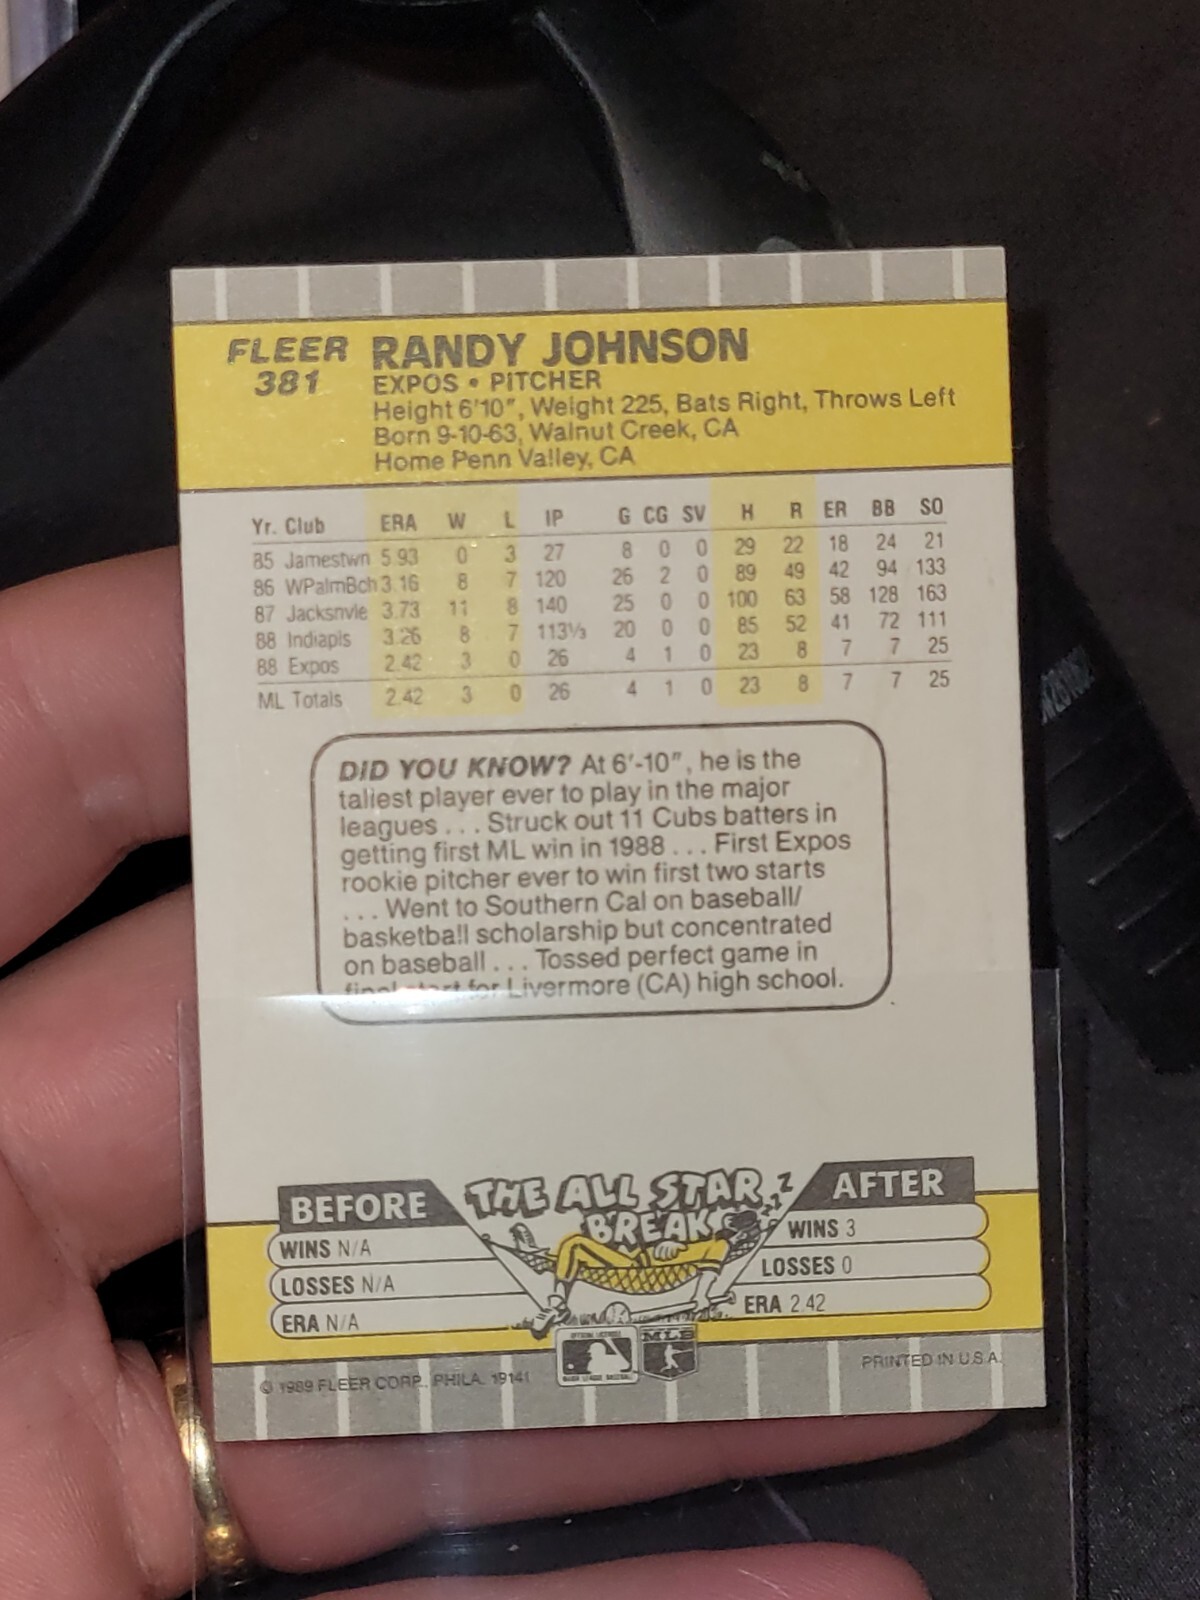 FLEER
381
RANDY JOHNSON
EXPOS • PITCHER
Height 6'10", Weight 225, Bats Right, Throws Left
Born 9-10-63, Walnut Creek, CA
Home Penn Valley, CA
Yr. Club ERA W L IP G CG SV H R ER BB SO
85 Jamestwn 5.93 0 3 27 8 0 0 29 22 18 24 21
86 WPalmBch 3.16 8 7 120 26 2 0 89 49 42 94 133
87 Jacksnvle 3.73 11 8 140 25 0 0 100 63 58 128 163
88 Indiapls 3.26 8 7 113⅓ 20 0 0 85 52 41 72 111
88 Expos 2.42 3 0 26 4 1 0 23 8 7 7 25
ML Totals 2.42 3 0 26 4 1 0 23 8 7 7 25
DID YOU KNOW? At 6'-10", he is the
tallest player ever to play in the major
leagues . . . Struck out 11 Cubs batters in
getting first ML win in 1988 . . . First Expos
rookie pitcher ever to win first two starts
. . . Went to Southern Cal on baseball/
basketball scholarship but concentrated
on baseball . . . Tossed perfect game in
final start for Livermore (CA) high school.
THE ALL STAR
BREAK
Z Z Z
BEFORE
WINS N/A
LOSSES N/A
ERA N/A
AFTER
WINS 3
LOSSES 0
ERA 2.42
MLB
© 1989 FLEER CORP., PHILA. 19141
PRINTED IN U.S.A.